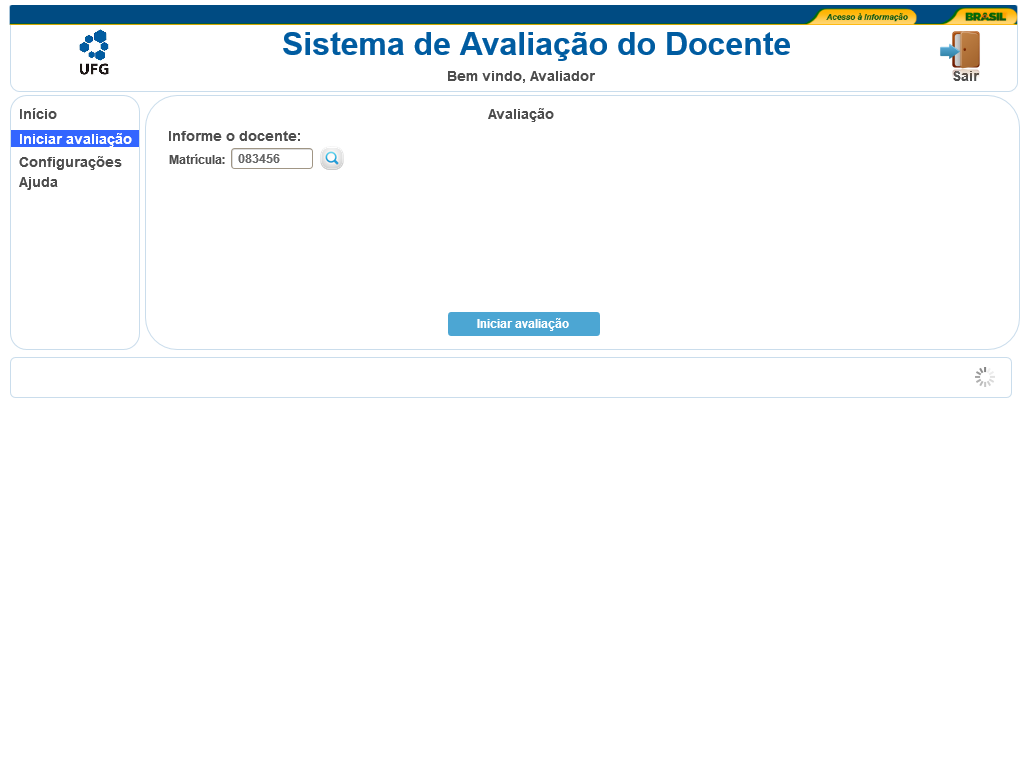 Acesso à Informação
BRASIL
Sistema de Avaliação do Docente
UFG
Bem vindo, Avaliador
Sair
Início
Iniciar avaliação
Configurações
Ajuda
Avaliação
Informe o docente:
Matrícula: 083456
Iniciar avaliação